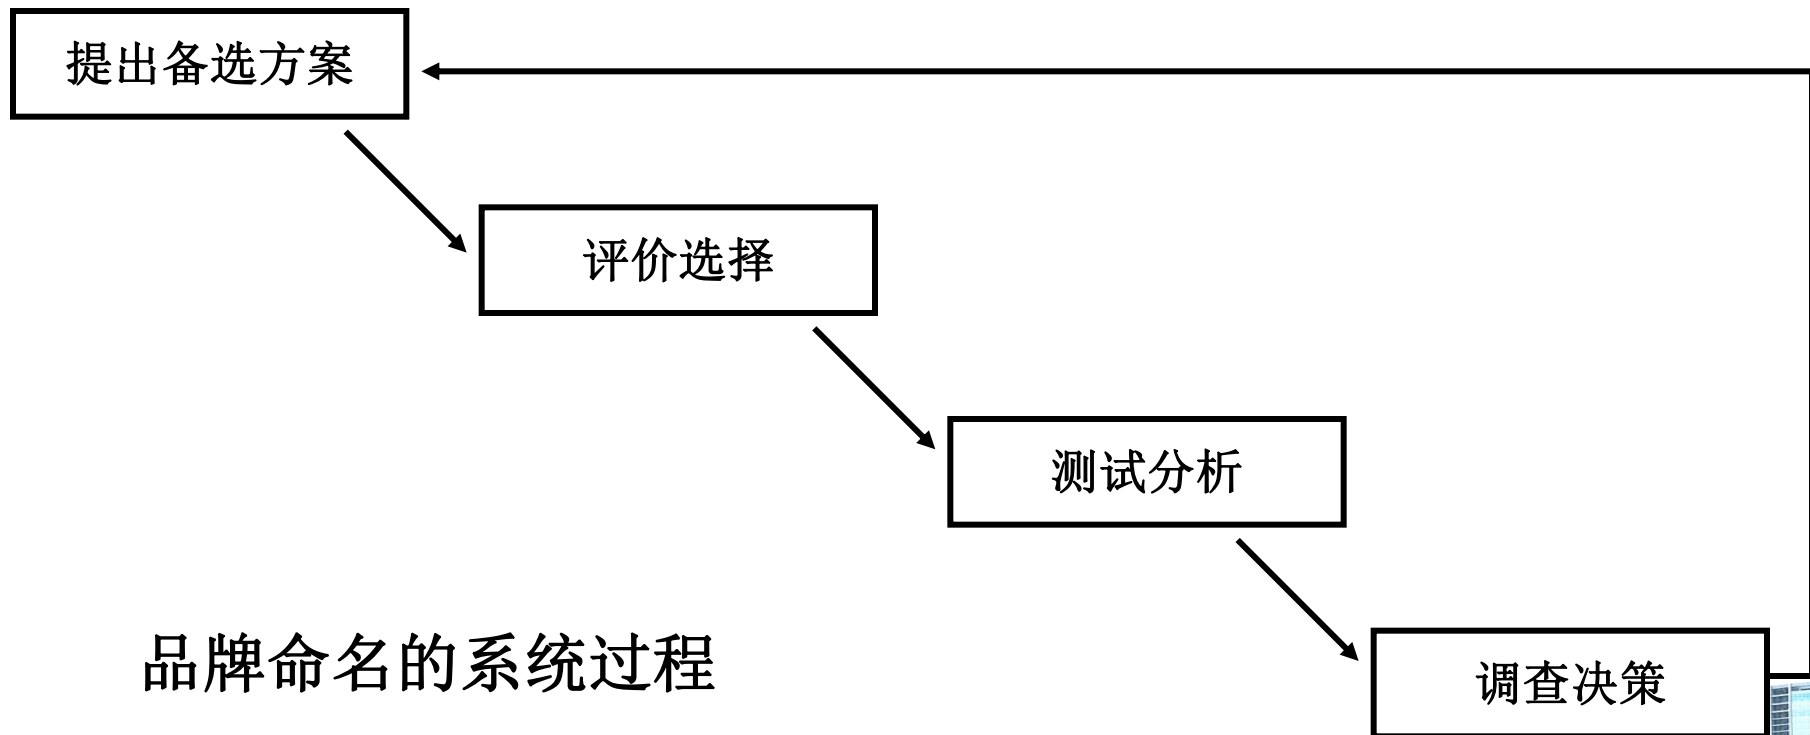 提出备选方案
评价选择
测试分析
品牌命名的系统过程
调查决策